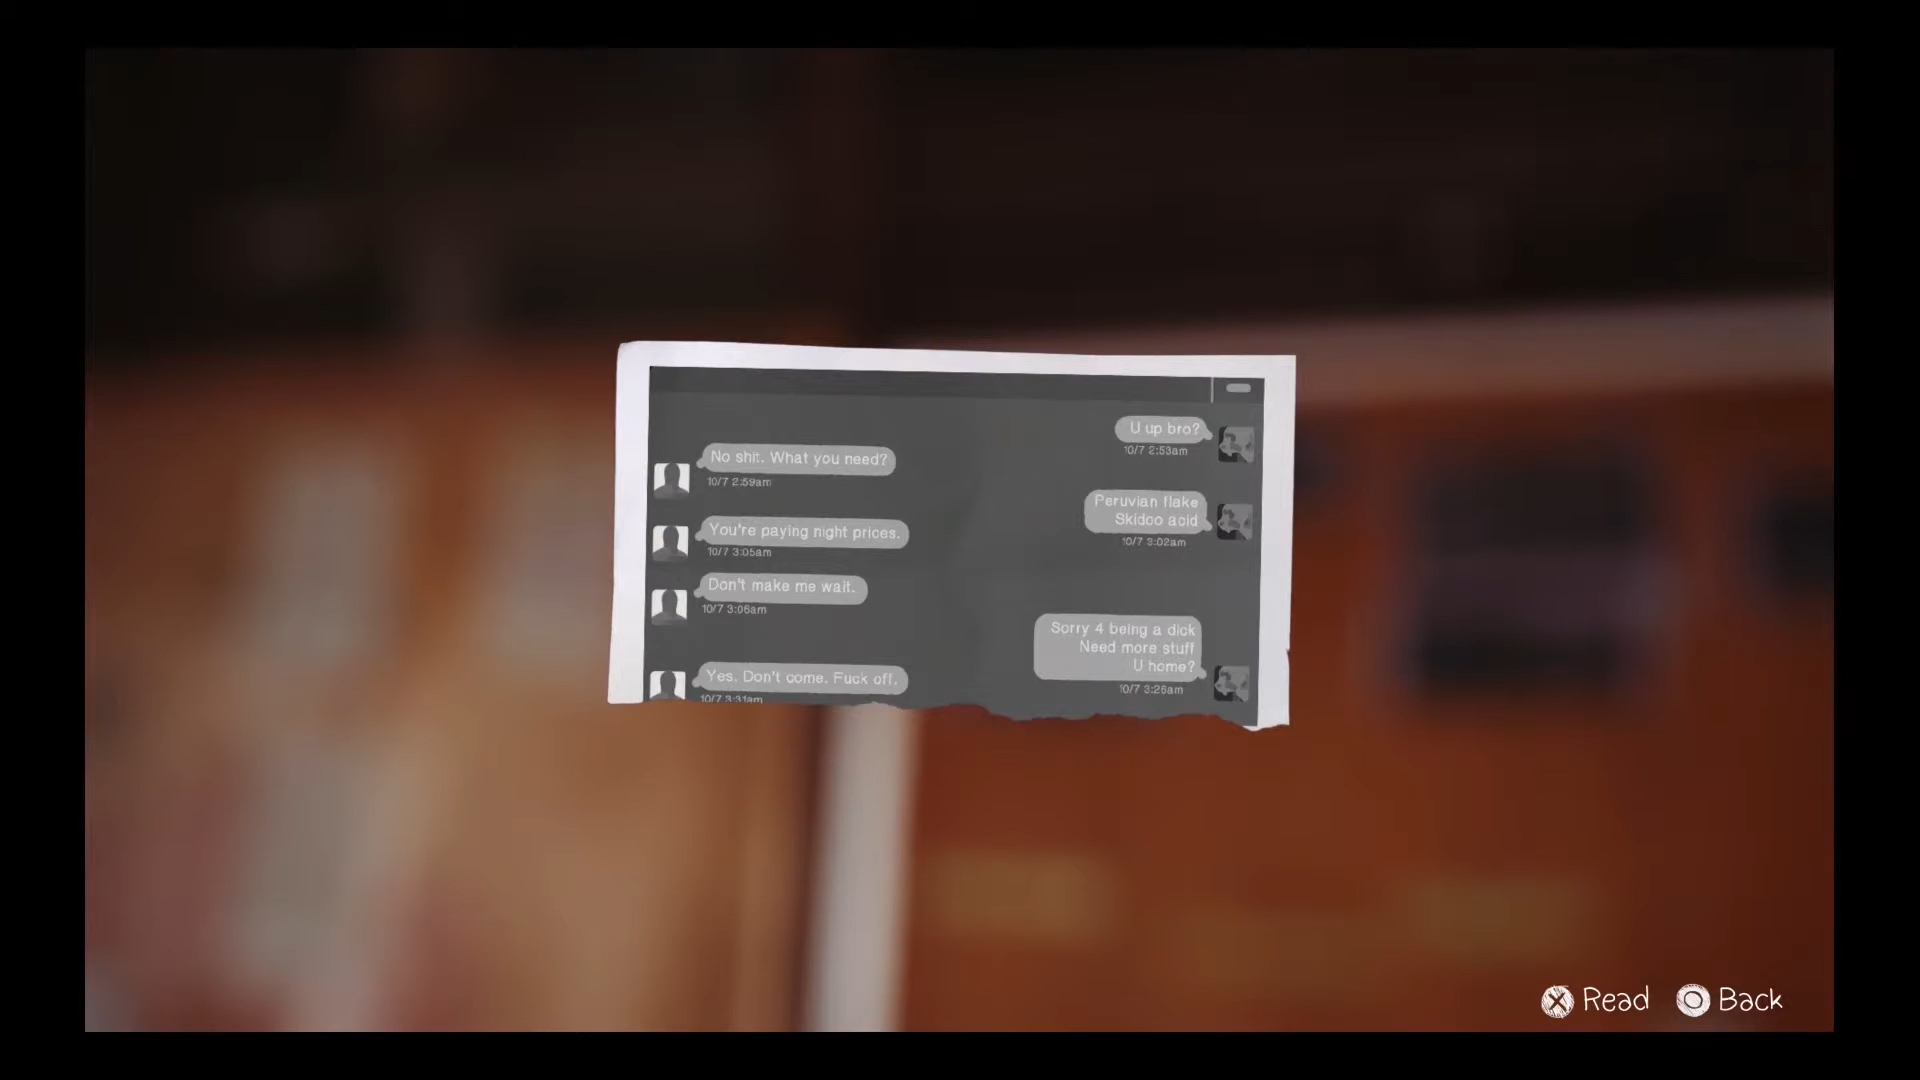 U up bro?
10/7 2:53am
No shit. What you need?
10/7 2:59am
Peruvian flake
Skidoo acid
10/7 3:02am
You're paying night prices.
10/7 3:05am
Don't make me wait.
10/7 3:06am
Sorry 4 being a dick
Need more stuff
U home?
10/7 3:26am
Yes. Don't come. Fuck off.
10/7 3:31am
Read
Back